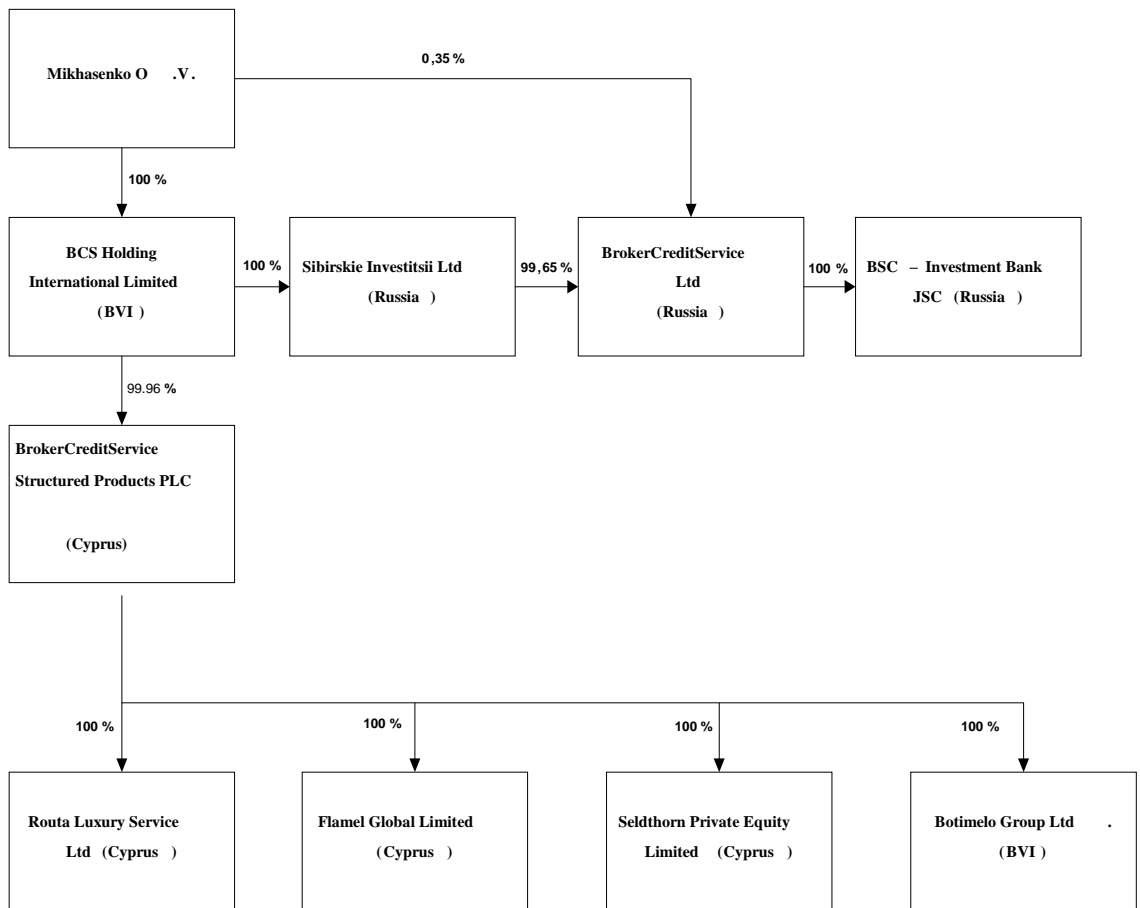 Mikhasenko O .V.
0,35 %
100 %
BCS Holding
International Limited
(BVI )
100 %
Sibirskie Investitsii Ltd
(Russia )
99,65 %
BrokerCreditService
Ltd
(Russia )
100 %
BSC – Investment Bank
JSC (Russia )
99.96 %
BrokerCreditService
Structured Products PLC
(Cyprus)
100 %
100 %
100 %
100 %
Routa Luxury Service
Ltd (Cyprus )
Flamel Global Limited
(Cyprus )
Seldthorn Private Equity
Limited (Cyprus )
Botimelo Group Ltd .
(BVI )